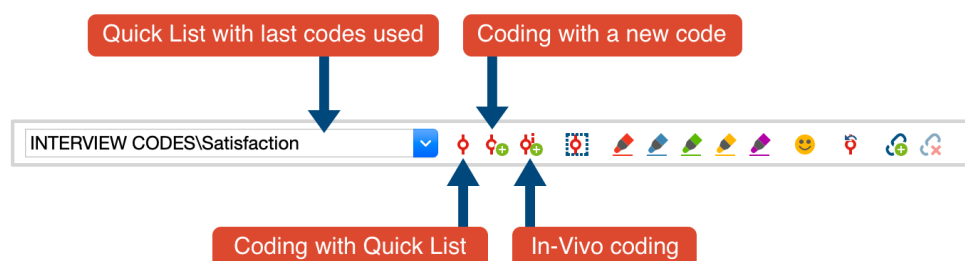 Quick List with last codes used
Coding with a new code
INTERVIEW CODES\Satisfaction
Coding with Quick List
In-Vivo coding